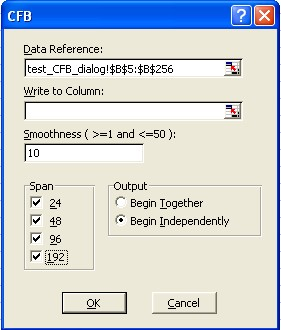 CFB
Data Reference:
test_CFB_dialog!$B$5:$B$256
Write to Column:
Smoothness ( >=1 and <=50 ):
10
Span
24
48
96
192
Output
Begin Together
Begin Independently
OK
Cancel